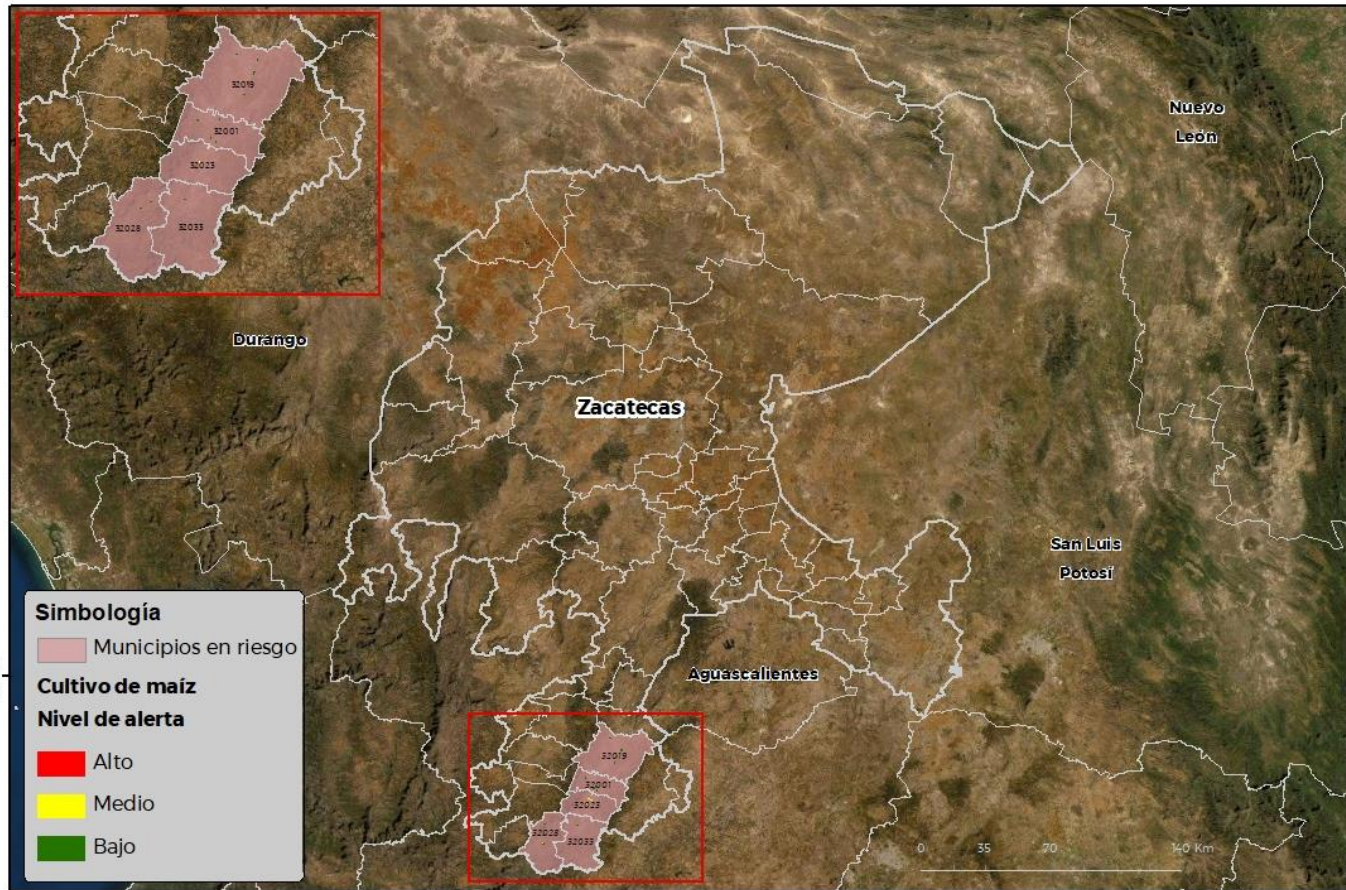 32019
32001
32023
32028
32033
Nuevo
León
Durango
Zacatecas
San Luis
Potosí
Aguascalientes
Simbología
Municipios en riesgo
Cultivo de maíz
Nivel de alerta
Alto
Medio
Bajo
32019
32001
32023
32028
32033
0 35 70 140 Km